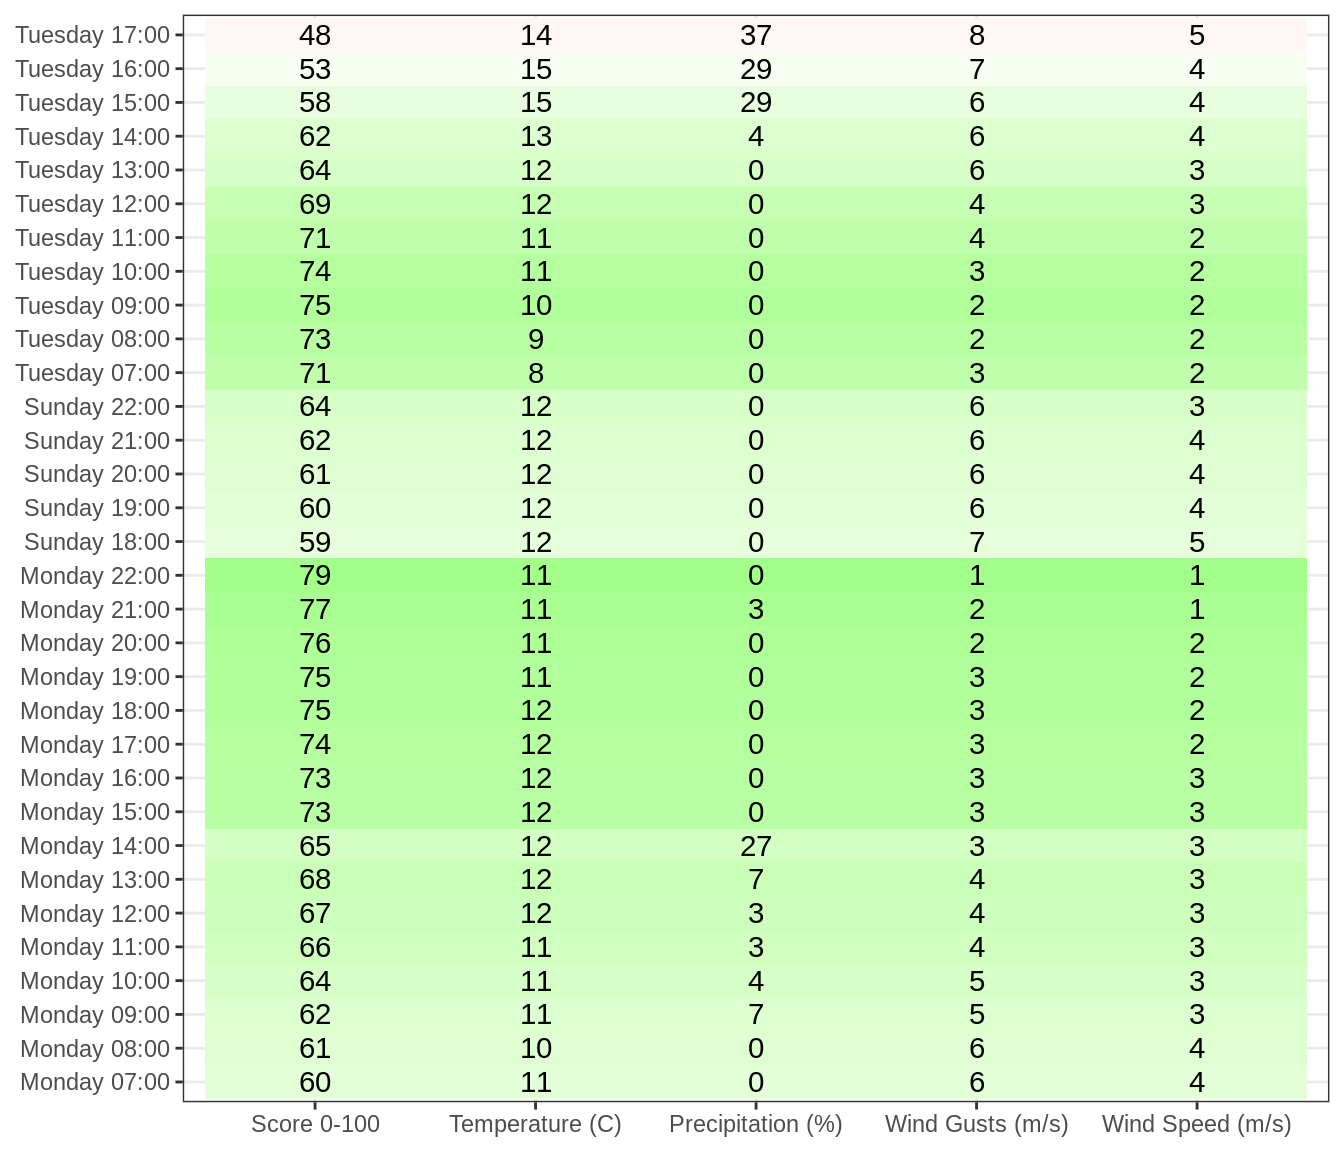 Tuesday 17:00 48 14 37 8 5
Tuesday 16:00 53 15 29 7 4
Tuesday 15:00 58 15 29 6 4
Tuesday 14:00 62 13 4 6 4
Tuesday 13:00 64 12 0 6 3
Tuesday 12:00 69 12 0 4 3
Tuesday 11:00 71 11 0 4 2
Tuesday 10:00 74 11 0 3 2
Tuesday 09:00 75 10 0 2 2
Tuesday 08:00 73 9 0 2 2
Tuesday 07:00 71 8 0 3 2
Sunday 22:00 64 12 0 6 3
Sunday 21:00 62 12 0 6 4
Sunday 20:00 61 12 0 6 4
Sunday 19:00 60 12 0 6 4
Sunday 18:00 59 12 0 7 5
Monday 22:00 79 11 0 1 1
Monday 21:00 77 11 3 2 1
Monday 20:00 76 11 0 2 2
Monday 19:00 75 11 0 3 2
Monday 18:00 75 12 0 3 2
Monday 17:00 74 12 0 3 2
Monday 16:00 73 12 0 3 3
Monday 15:00 73 12 0 3 3
Monday 14:00 65 12 27 3 3
Monday 13:00 68 12 7 4 3
Monday 12:00 67 12 3 4 3
Monday 11:00 66 11 3 4 3
Monday 10:00 64 11 4 5 3
Monday 09:00 62 11 7 5 3
Monday 08:00 61 10 0 6 4
Monday 07:00 60 11 0 6 4
Score 0-100 Temperature (C) Precipitation (%) Wind Gusts (m/s) Wind Speed (m/s)